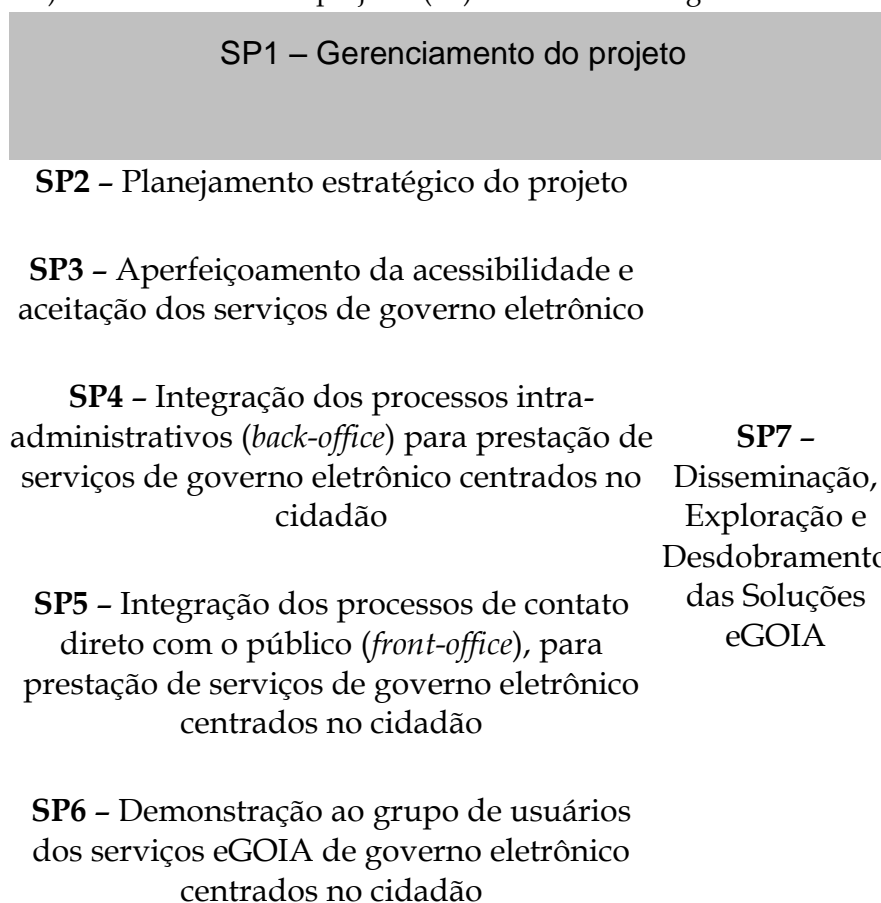 SP1 – Gerenciamento do projeto
SP2 – Planejamento estratégico do projeto
SP3 – Aperfeiçoamento da acessibilidade e
aceitação dos serviços de governo eletrônico
SP4 – Integração dos processos intra-
administrativos (back-office) para prestação de
serviços de governo eletrônico centrados no
cidadão
SP5 – Integração dos processos de contato
direto com o público (front-office), para
prestação de serviços de governo eletrônico
centrados no cidadão
SP6 – Demonstração ao grupo de usuários
dos serviços eGOIA de governo eletrônico
centrados no cidadão
SP7 –
Disseminação,
Exploração e
Desdobramento
das Soluções
eGOIA